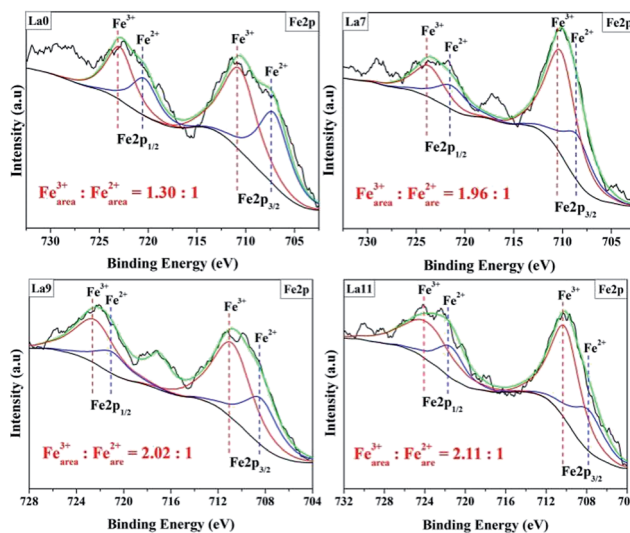 La0
Fe³⁺
Fe²⁺
Fe³⁺
Fe²⁺
Fe2p
Fe2p₁/₂
Fe2p₃/₂
Fe³⁺area : Fe²⁺area = 1.30 : 1
Intensity (a.u)
730 725 720 715 710 705
Binding Energy (eV)
La7
Fe³⁺
Fe²⁺
Fe³⁺
Fe²⁺
Fe2p
Fe2p₁/₂
Fe2p₃/₂
Fe³⁺area : Fe²⁺are = 1.96 : 1
Intensity (a.u)
730 725 720 715 710 705
Binding Energy (eV)
La9
Fe³⁺
Fe²⁺
Fe³⁺
Fe²⁺
Fe2p
Fe2p₁/₂
Fe2p₃/₂
Fe³⁺area : Fe²⁺are = 2.02 : 1
Intensity (a.u)
728 724 720 716 712 708 704
Binding Energy (eV)
La11
Fe³⁺
Fe²⁺
Fe³⁺
Fe²⁺
Fe2p
Fe2p₁/₂
Fe2p₃/₂
Fe³⁺area : Fe²⁺are = 2.11 : 1
Intensity (a.u)
732 728 724 720 716 712 708
Binding Energy (eV)